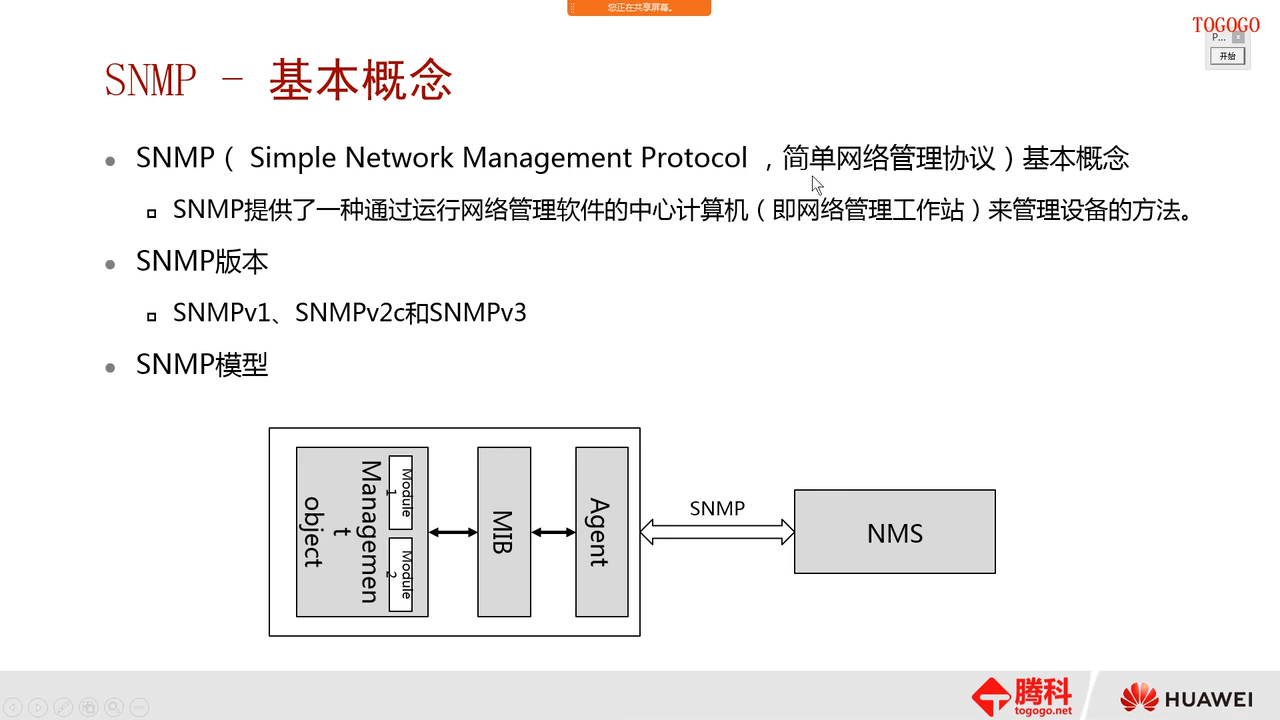 您正在共享屏幕。
TOGOGO
P... x
开始
SNMP - 基本概念
SNMP（ Simple Network Management Protocol ，简单网络管理协议）基本概念
SNMP提供了一种通过运行网络管理软件的中心计算机（即网络管理工作站）来管理设备的方法。
SNMP版本
SNMPv1、SNMPv2c和SNMPv3
SNMP模型
Module
1
Module
2
Managemen
t
object
MIB
Agent
SNMP
NMS
腾科
togogo.net
HUAWEI